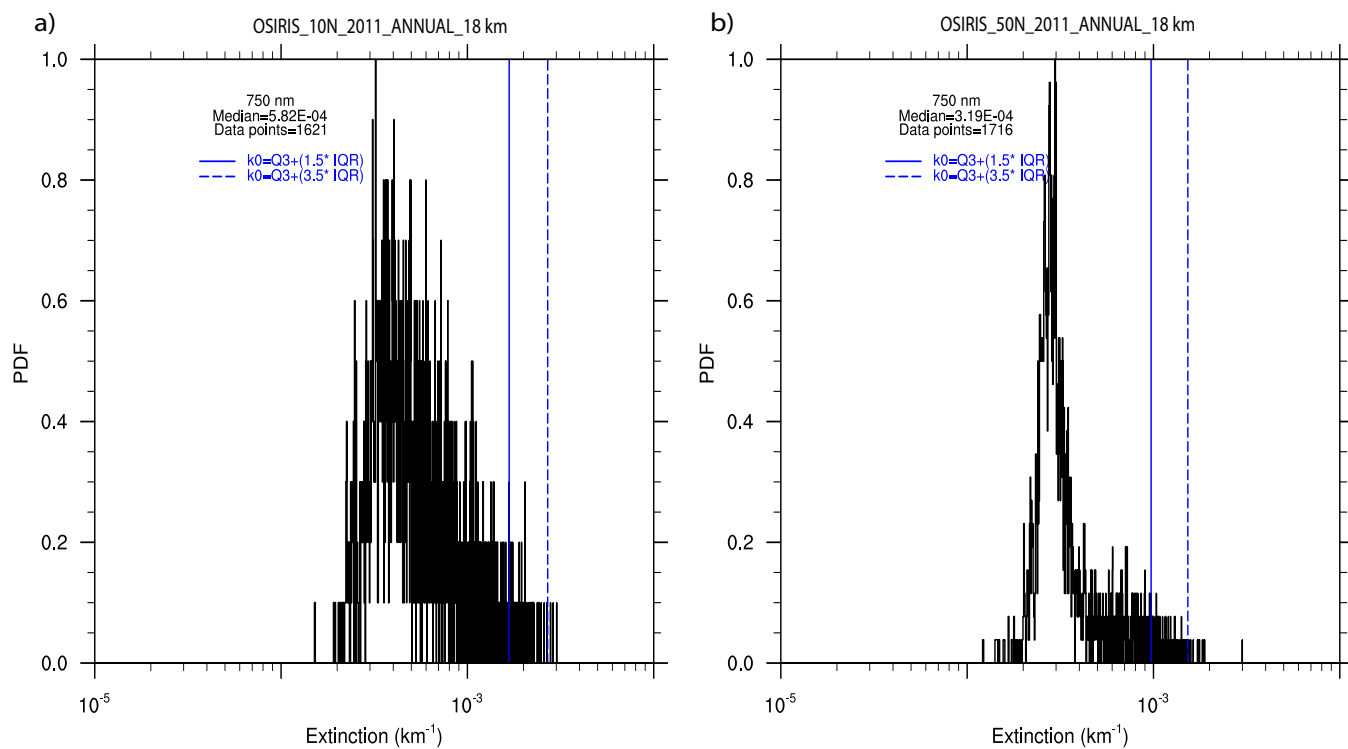 a)
OSIRIS_10N_2011_ANNUAL_18 km
1.0
750 nm
Median=5.82E-04
Data points=1621
k0=Q3+(1.5* IQR)
k0=Q3+(3.5* IQR)
0.8
0.6
PDF
0.4
0.2
0.0
10-5
10-3
Extinction (km-1)
b)
OSIRIS_50N_2011_ANNUAL_18 km
1.0
750 nm
Median=3.19E-04
Data points=1716
k0=Q3+(1.5* IQR)
k0=Q3+(3.5* IQR)
0.8
0.6
PDF
0.4
0.2
0.0
10-5
10-3
Extinction (km-1)